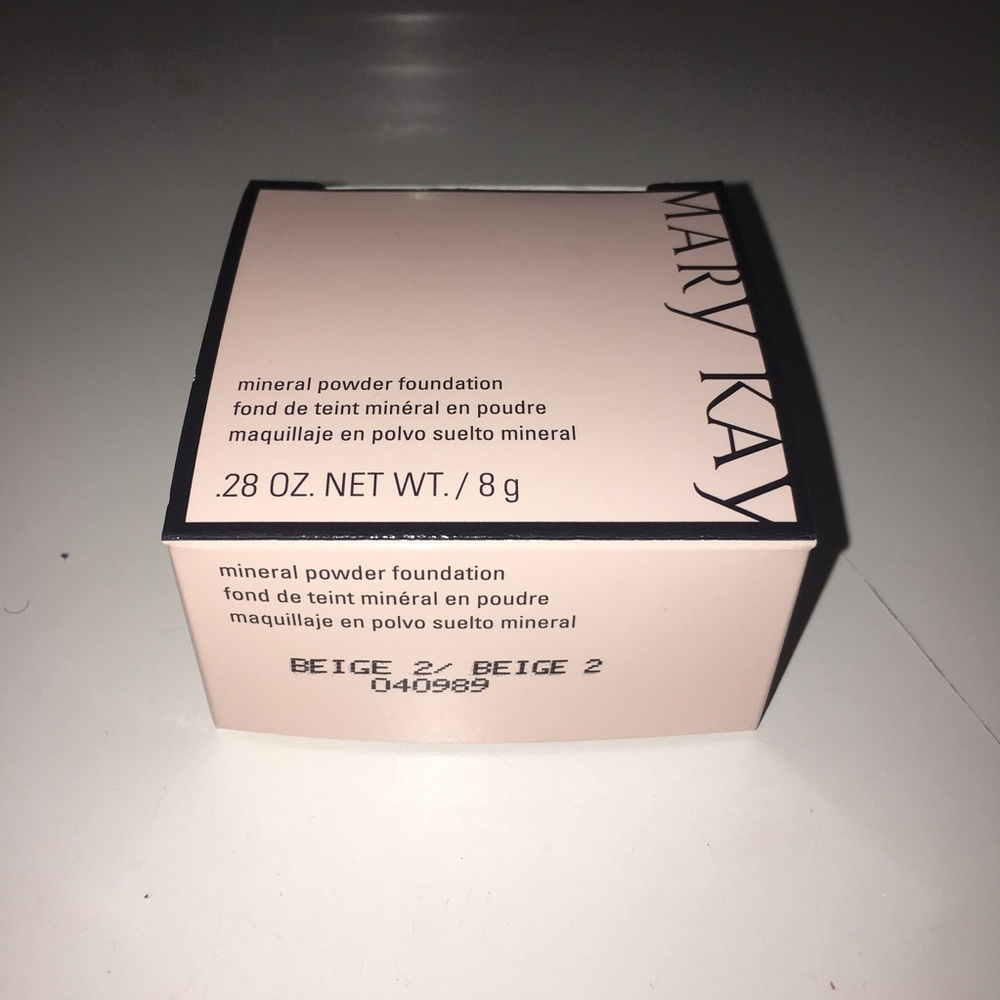 MARY KAY
mineral powder foundation
fond de teint minéral en poudre
maquillaje en polvo suelto mineral
.28 OZ. NET WT. / 8 g
mineral powder foundation
fond de teint minéral en poudre
maquillaje en polvo suelto mineral
BEIGE 2/ BEIGE 2
040989